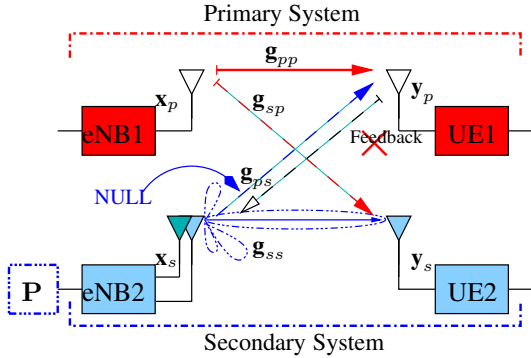 Primary System
g_pp
x_p
y_p
g_sp
eNB1
Feedback
UE1
g_ps
NULL
x_s
g_ss
y_s
P
eNB2
UE2
Secondary System